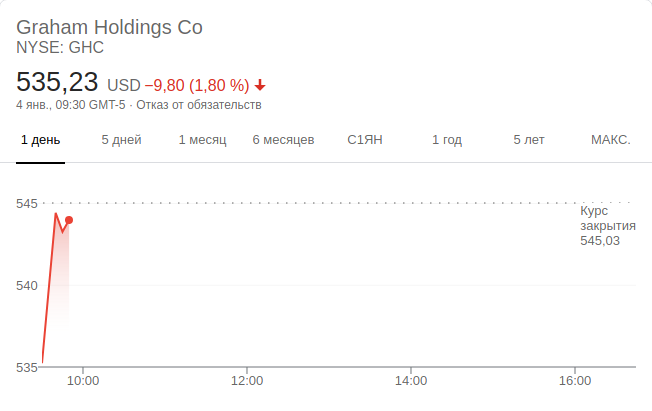 Graham Holdings Co
NYSE: GHC
535,23 USD −9,80 (1,80 %)
4 янв., 09:30 GMT-5 · Отказ от обязательств
1 день 5 дней 1 месяц 6 месяцев С1ЯН 1 год 5 лет МАКС.
545
Курс
закрытия
545,03
540
535
10:00 12:00 14:00 16:00